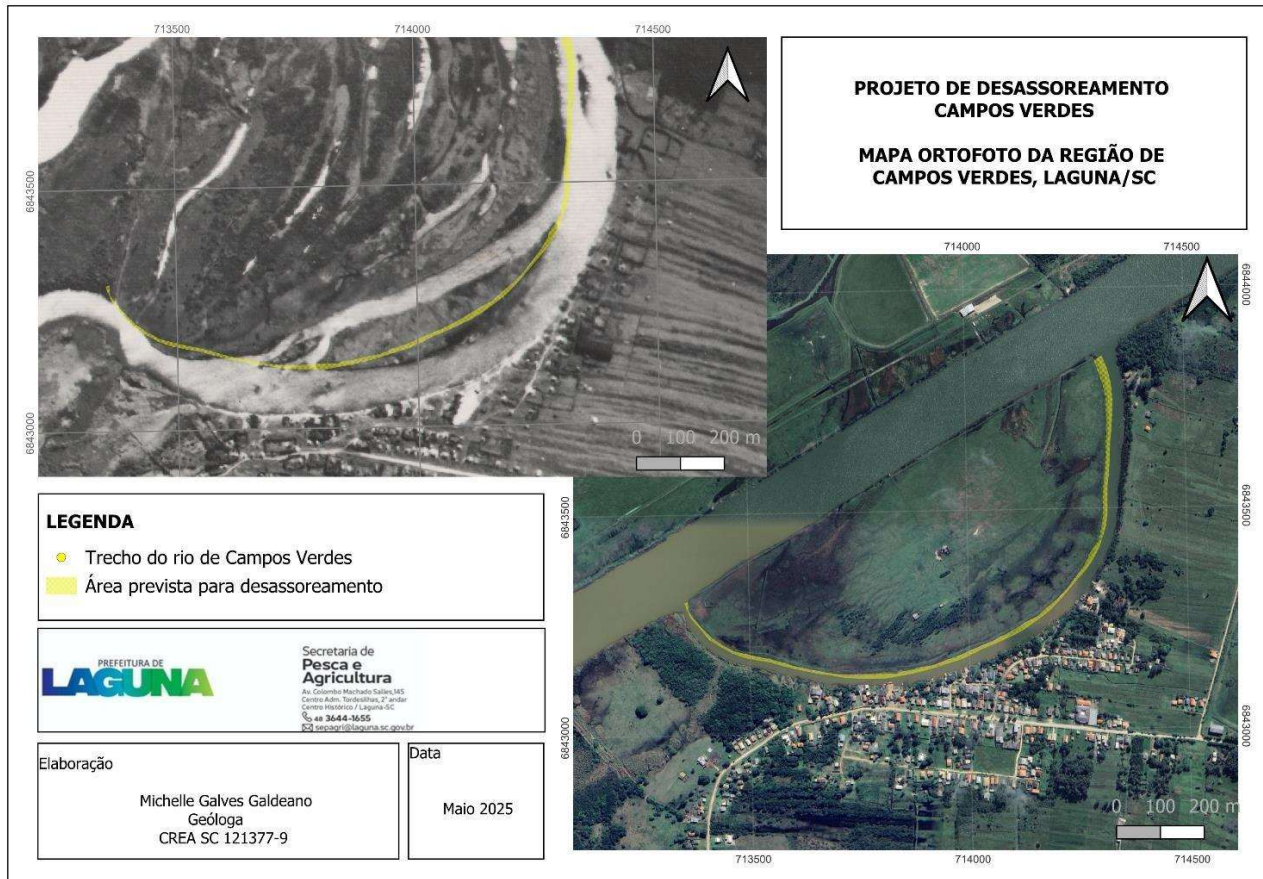 713500
714000
714500
6843500
6843000
0 100 200 m
PROJETO DE DESASSOREAMENTO
CAMPOS VERDES
MAPA ORTOFOTO DA REGIÃO DE
CAMPOS VERDES, LAGUNA/SC
714000
714500
6844000
6843500
6843500
6843000
6843000
0 100 200 m
713500
714000
714500
LEGENDA
Trecho do rio de Campos Verdes
Área prevista para desassoreamento
PREFEITURA DE
LAGUNA
Secretaria de
Pesca e
Agricultura
Av. Colombo Machado Salles,145
Centro Adm. Tordesilhas, 2° andar
Centro Histórico / Laguna-SC
48 3644-1655
sepagri@laguna.sc.gov.br
Elaboração
Michelle Galves Galdeano
Geóloga
CREA SC 121377-9
Data
Maio 2025